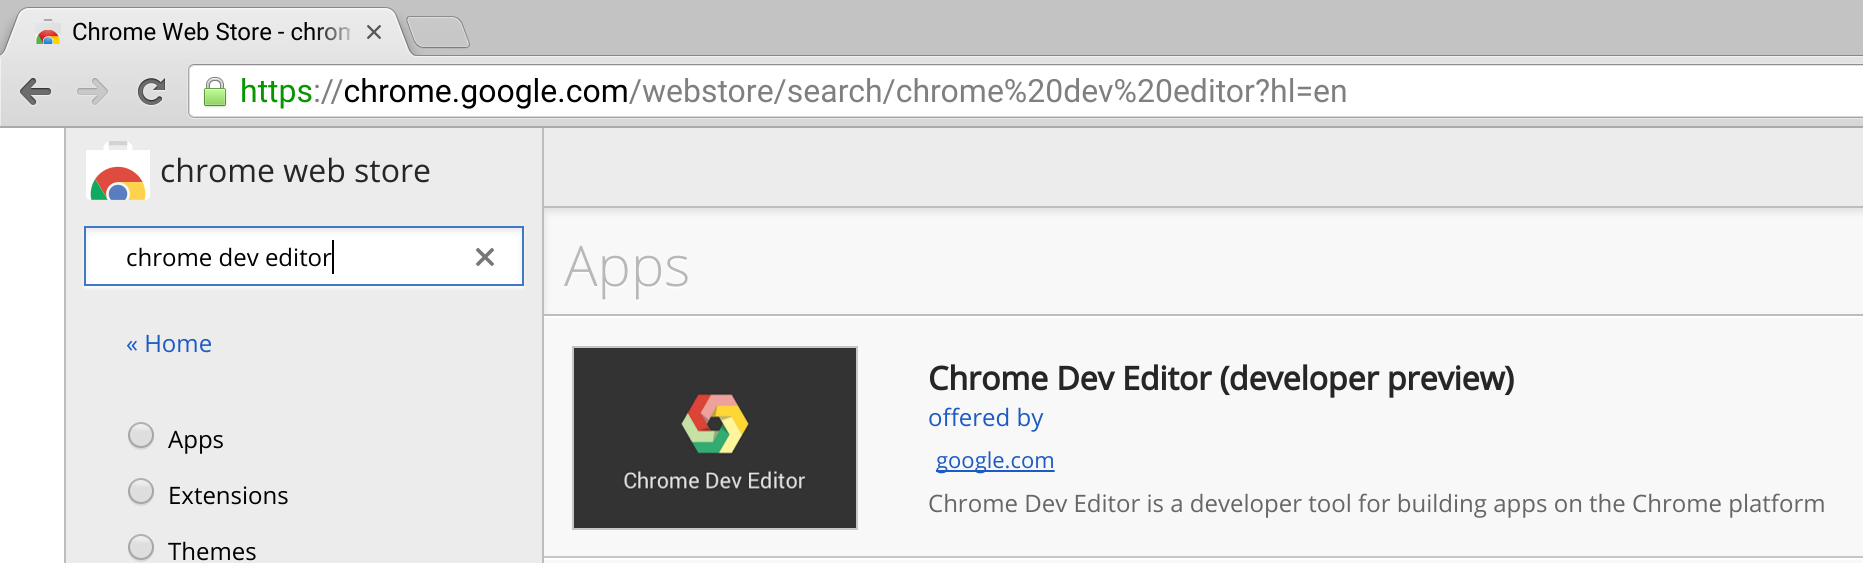 Chrome Web Store - chron
https://chrome.google.com/webstore/search/chrome%20dev%20editor?hl=en
chrome web store
chrome dev editor
« Home
Apps
Extensions
Themes
Apps
Chrome Dev Editor
Chrome Dev Editor (developer preview)
offered by
google.com
Chrome Dev Editor is a developer tool for building apps on the Chrome platform